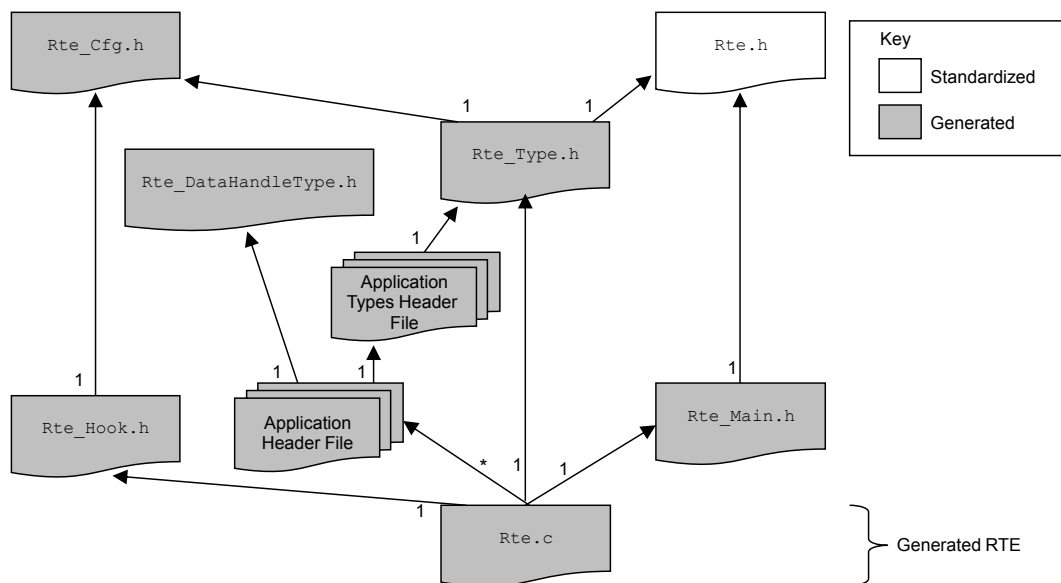 Rte_Cfg.h
Rte.h
Key
Standardized
Generated
1
1
Rte_Type.h
Rte_DataHandleType.h
1
Application
Types Header
File
1
1
1
1
Rte_Hook.h
Application
Header File
Rte_Main.h
*
1
1
1
Rte.c
Generated RTE